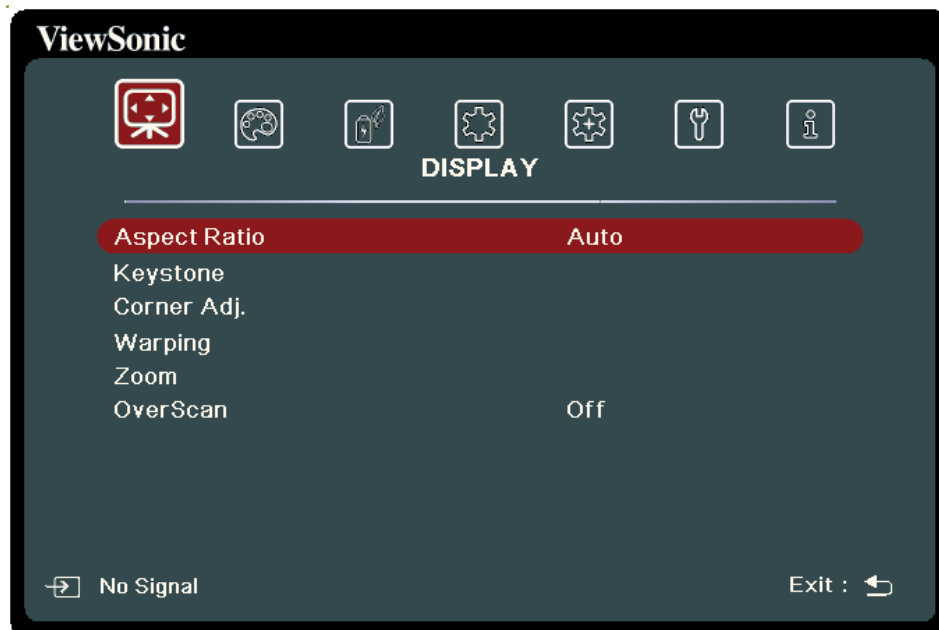 ViewSonic
DISPLAY
Aspect Ratio Auto
Keystone
Corner Adj.
Warping
Zoom
OverScan Off
No Signal Exit :